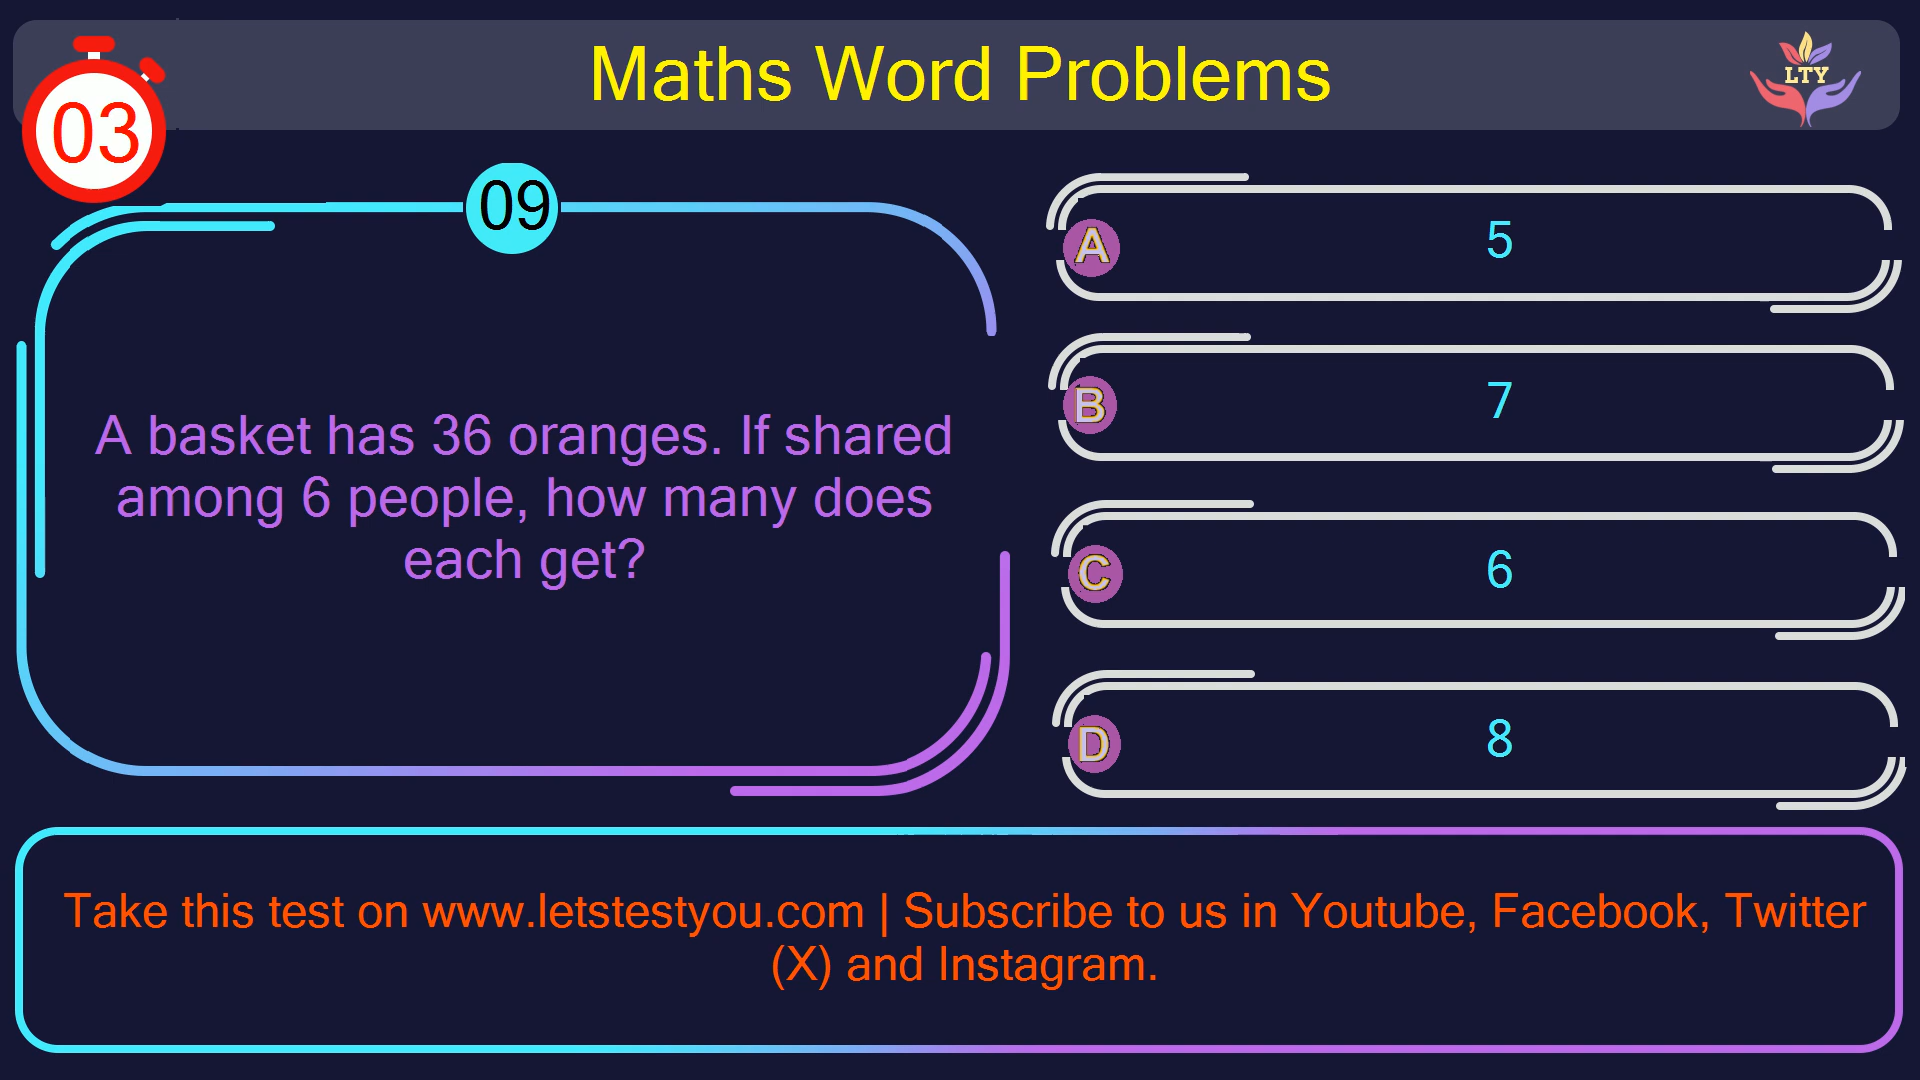 Maths Word Problems
LTY
03
09
A basket has 36 oranges. If shared
among 6 people, how many does
each get?
A 5
B 7
C 6
D 8
Take this test on www.letstestyou.com | Subscribe to us in Youtube, Facebook, Twitter
(X) and Instagram.